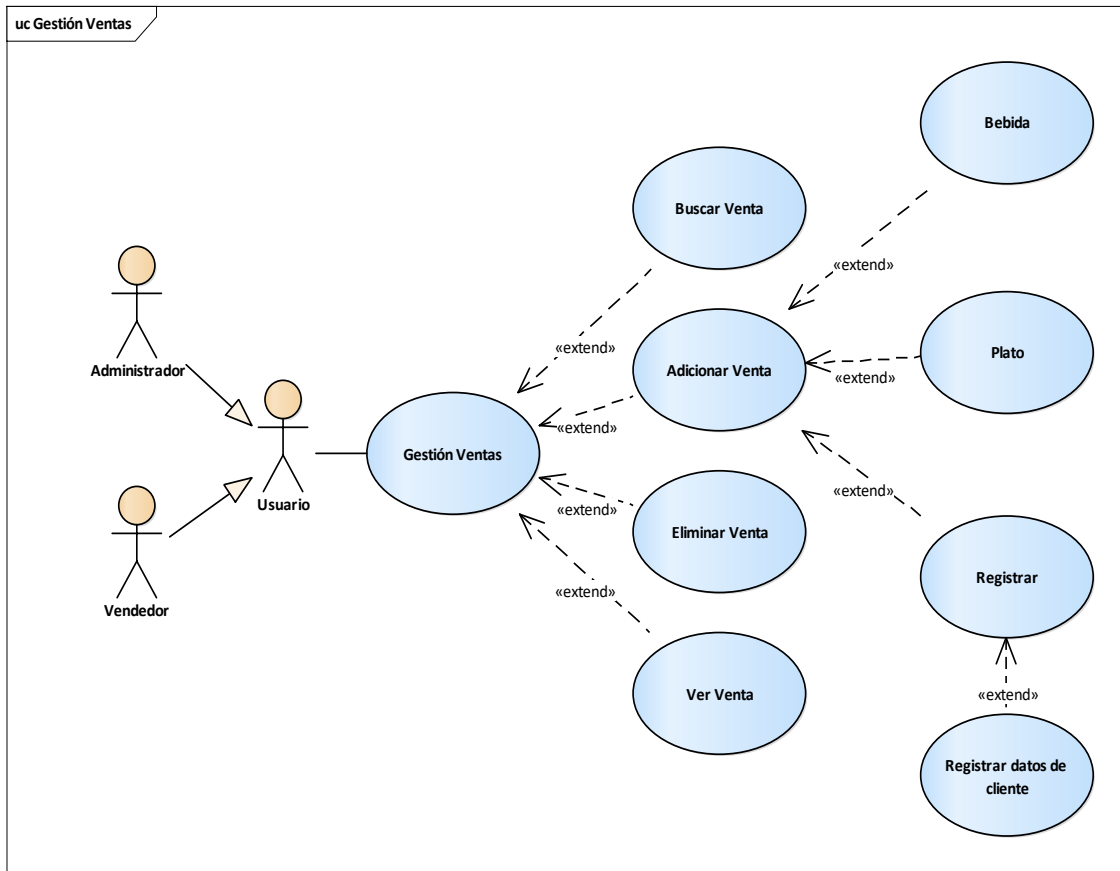 uc Gestión Ventas
Bebida
Buscar Venta
«extend»
«extend»
Adicionar Venta
Plato
«extend»
Administrador
Gestión Ventas
«extend»
Usuario
«extend»
«extend»
Eliminar Venta
Registrar
Vendedor
«extend»
Ver Venta
«extend»
Registrar datos de
cliente